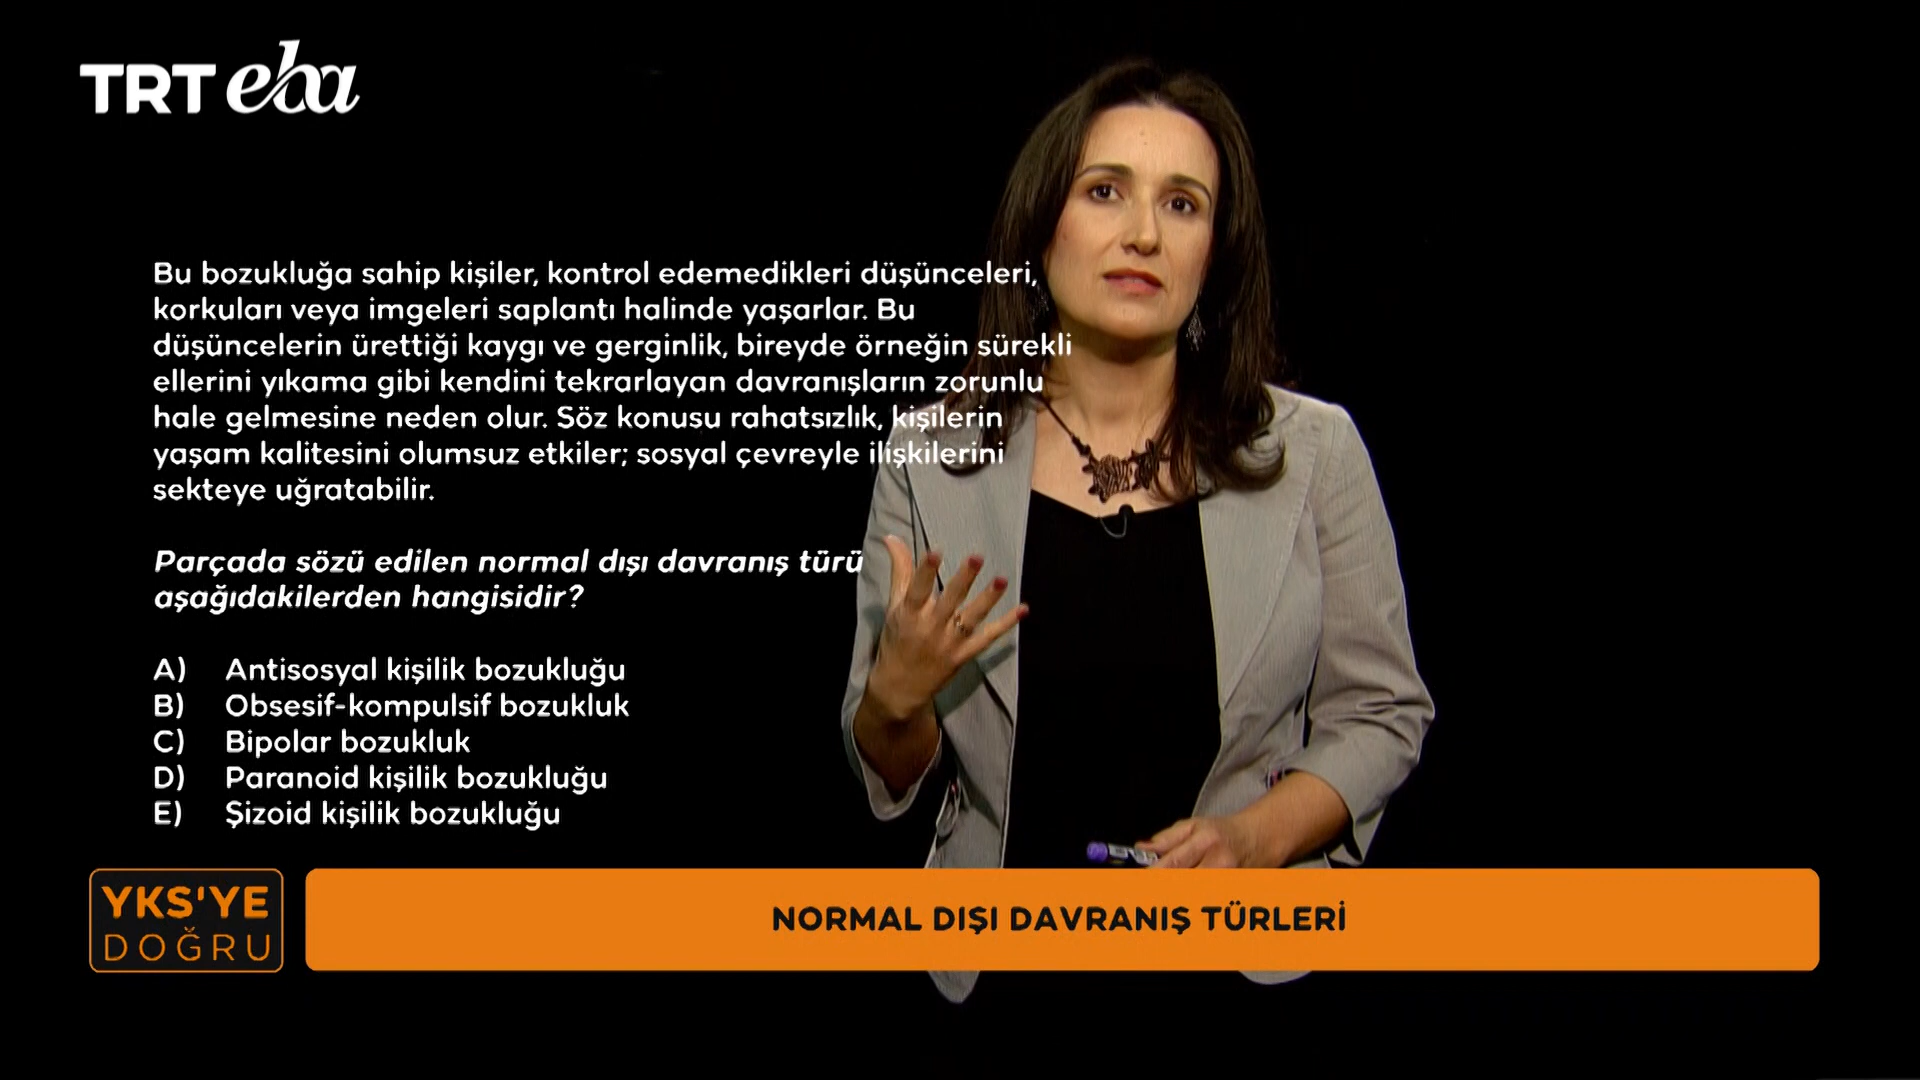 TRT eba
Bu bozukluğa sahip kişiler, kontrol edemedikleri düşünceleri,
korkuları veya imgeleri saplantı halinde yaşarlar. Bu
düşüncelerin ürettiği kaygı ve gerginlik, bireyde örneğin sürekli
ellerini yıkama gibi kendini tekrarlayan davranışların zorunlu
hale gelmesine neden olur. Söz konusu rahatsızlık, kişilerin
yaşam kalitesini olumsuz etkiler; sosyal çevreyle ilişkilerini
sekteye uğratabilir.
Parçada sözü edilen normal dışı davranış türü
aşağıdakilerden hangisidir?
A) Antisosyal kişilik bozukluğu
B) Obsesif-kompulsif bozukluk
C) Bipolar bozukluk
D) Paranoid kişilik bozukluğu
E) Şizoid kişilik bozukluğu
YKS'YE
DOĞRU
NORMAL DIŞI DAVRANIŞ TÜRLERİ